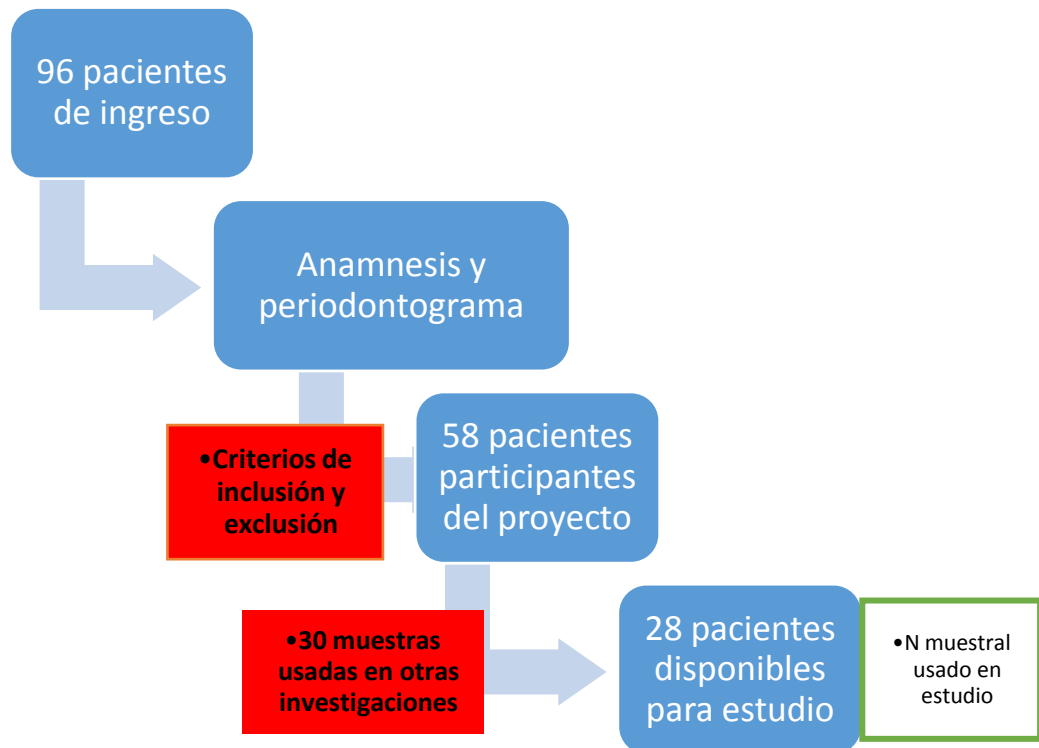 96 pacientes
de ingreso
Anamnesis y
periodontograma
•Criterios de
inclusión y
exclusión
58 pacientes
participantes
del proyecto
•30 muestras
usadas en otras
investigaciones
28 pacientes
disponibles
para estudio
•N muestral
usado en
estudio